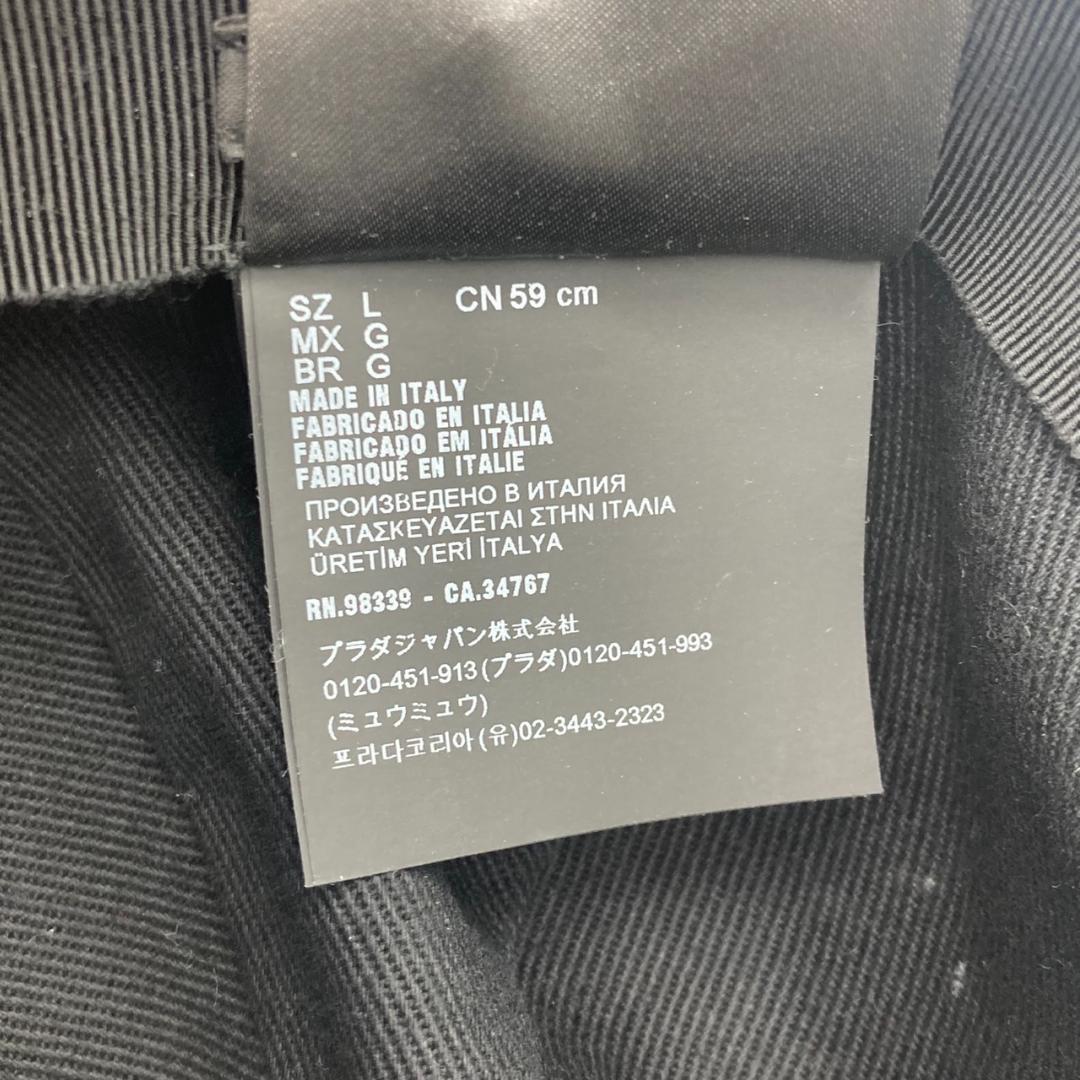 SZ L CN 59 cm
MX G
BR G
MADE IN ITALY
FABRICADO EN ITALIA
FABRICADO EM ITÁLIA
FABRIQUÉ EN ITALIE
ПРОИЗВЕДЕНО В ИТАЛИЯ
ΚΑΤΑΣΚΕΥΑΖΕΤΑΙ ΣΤΗΝ ΙΤΑΛΙΑ
ÜRETİM YERİ İTALYA
RN.98339 - CA.34767
プラダジャパン株式会社
0120-451-913(プラダ)0120-451-993
(ミュウミュウ)
프라다코리아(유)02-3443-2323